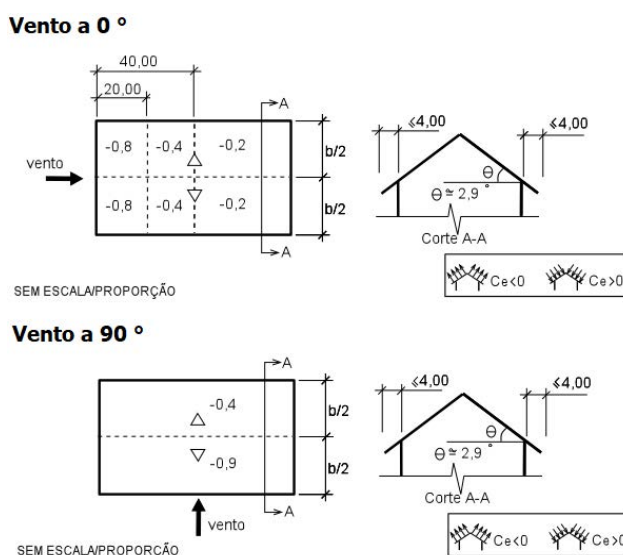 Vento a 0 °
40,00
20,00
A
-0,8 -0,4 -0,2
b/2
vento
-0,8 -0,4 -0,2
b/2
A
≤4,00 ≤4,00
θ
θ ≃ 2,9 °
Corte A-A
Ce<0 Ce>0
SEM ESCALA/PROPORÇÃO
Vento a 90 °
A
-0,4
b/2
-0,9
b/2
A
vento
≤4,00 ≤4,00
θ
θ ≃ 2,9 °
Corte A-A
Ce<0 Ce>0
SEM ESCALA/PROPORÇÃO